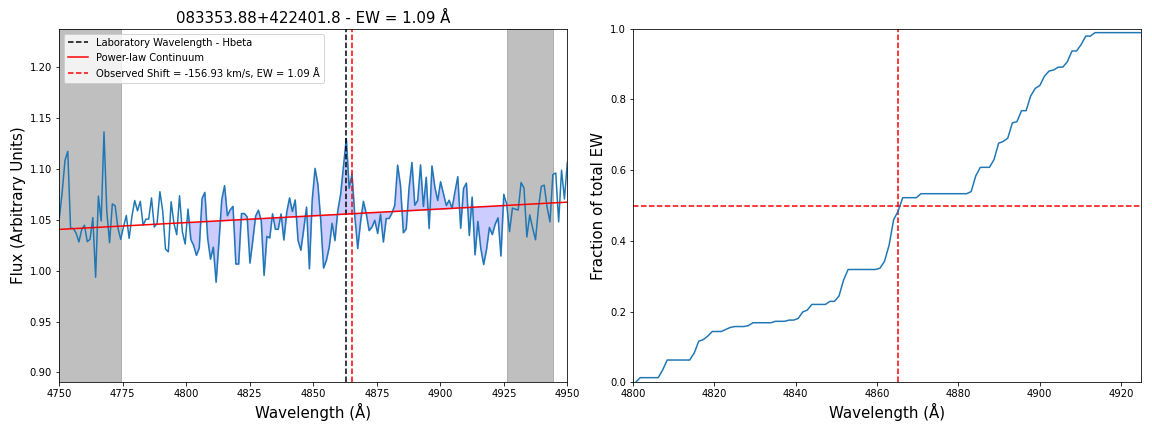 083353.88+422401.8 - EW = 1.09 Å
Laboratory Wavelength - Hbeta
Power-law Continuum
Observed Shift = -156.93 km/s, EW = 1.09 Å
Flux (Arbitrary Units)
1.20
1.15
1.10
1.05
1.00
0.95
0.90
4750 4775 4800 4825 4850 4875 4900 4925 4950
Wavelength (Å)
Fraction of total EW
1.0
0.8
0.6
0.4
0.2
0.0
4800 4820 4840 4860 4880 4900 4920
Wavelength (Å)